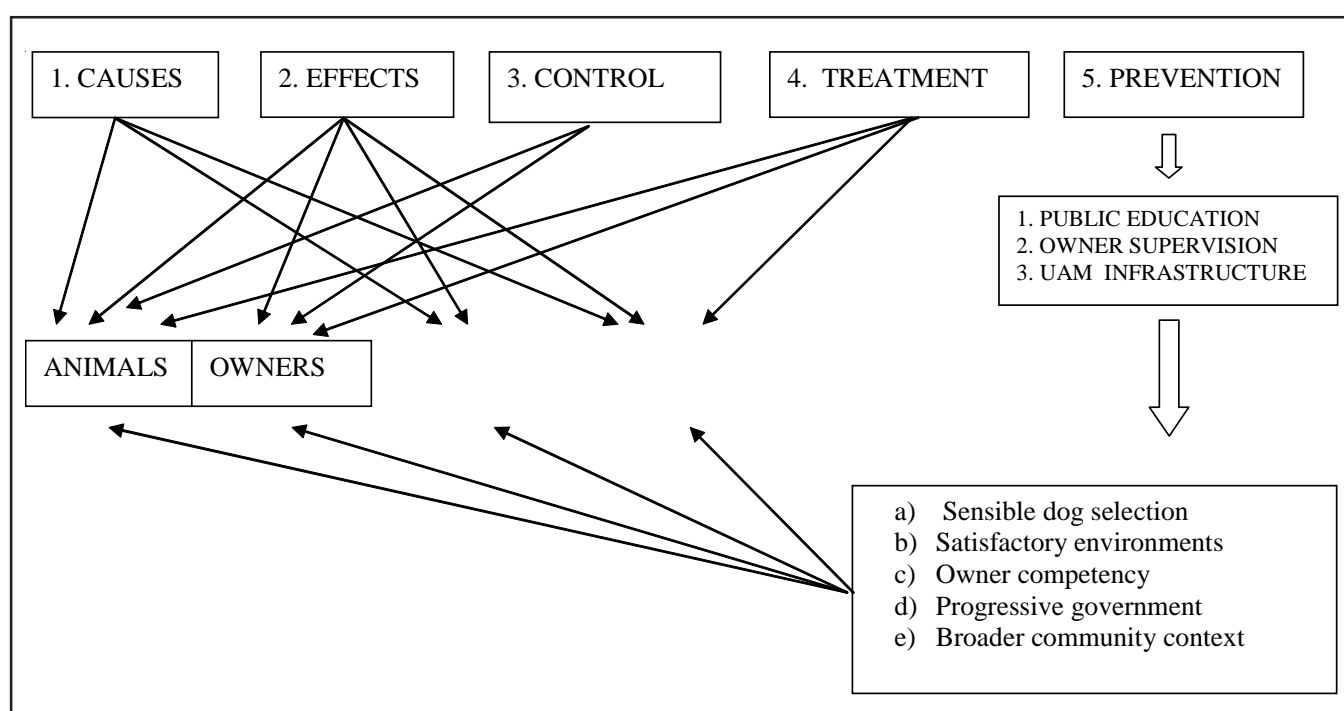 1. CAUSES
2. EFFECTS
3. CONTROL
4. TREATMENT
5. PREVENTION
1. PUBLIC EDUCATION
2. OWNER SUPERVISION
3. UAM INFRASTRUCTURE
ANIMALS
OWNERS
a) Sensible dog selection
b) Satisfactory environments
c) Owner competency
d) Progressive government
e) Broader community context